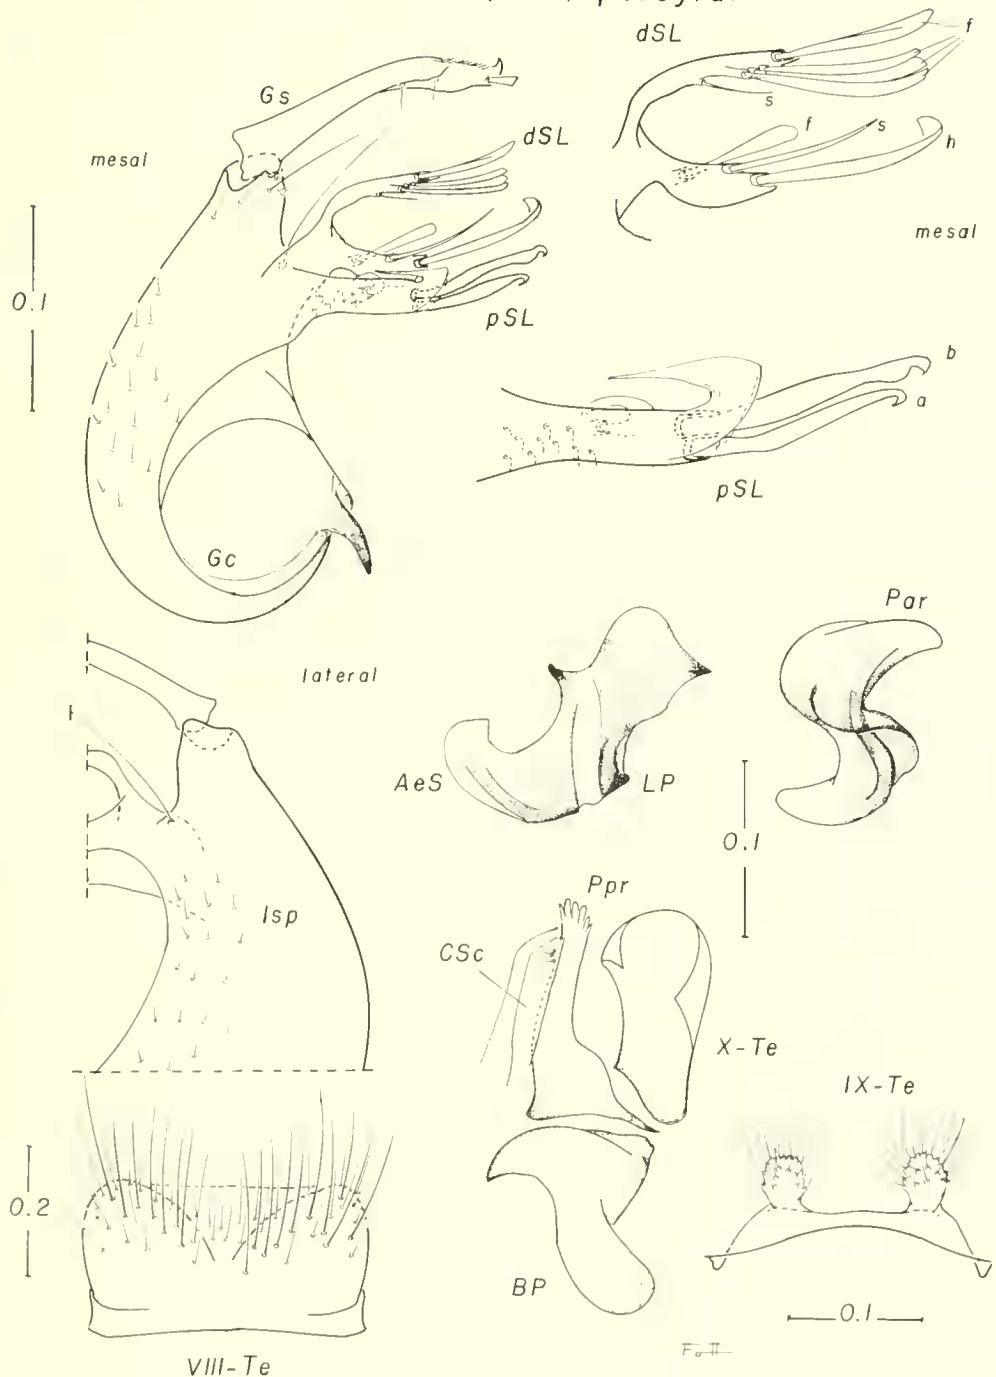 dSL
f
Gs
s
mesal
f
s
h
dSL
mesal
0.1
pSL
b
a
pSL
Gc
Par
lateral
AeS
LP
0.1
Ppr
lsp
CSc
X-Te
IX-Te
0.2
BP
0.1
VIII-Te